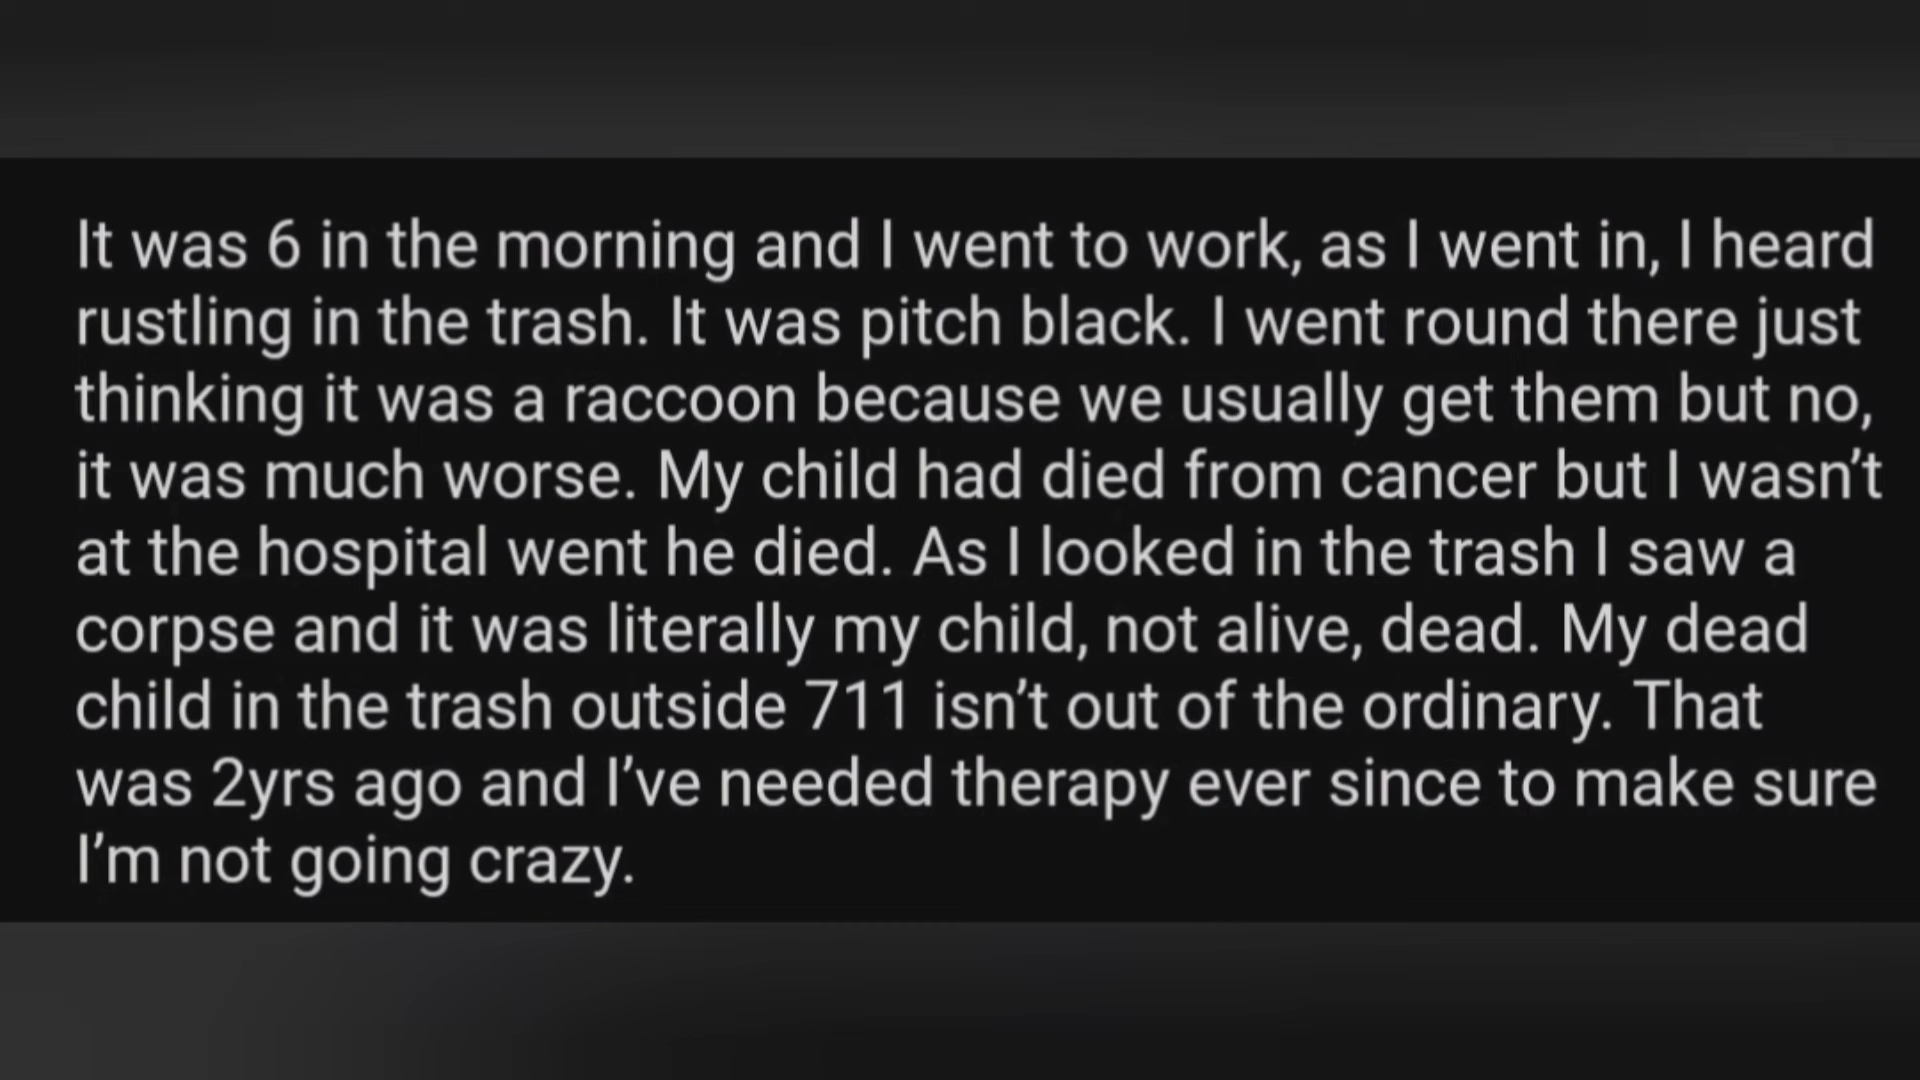 It was 6 in the morning and I went to work, as I went in, I heard
rustling in the trash. It was pitch black. I went round there just
thinking it was a raccoon because we usually get them but no,
it was much worse. My child had died from cancer but I wasn’t
at the hospital went he died. As I looked in the trash I saw a
corpse and it was literally my child, not alive, dead. My dead
child in the trash outside 711 isn’t out of the ordinary. That
was 2yrs ago and I’ve needed therapy ever since to make sure
I’m not going crazy.